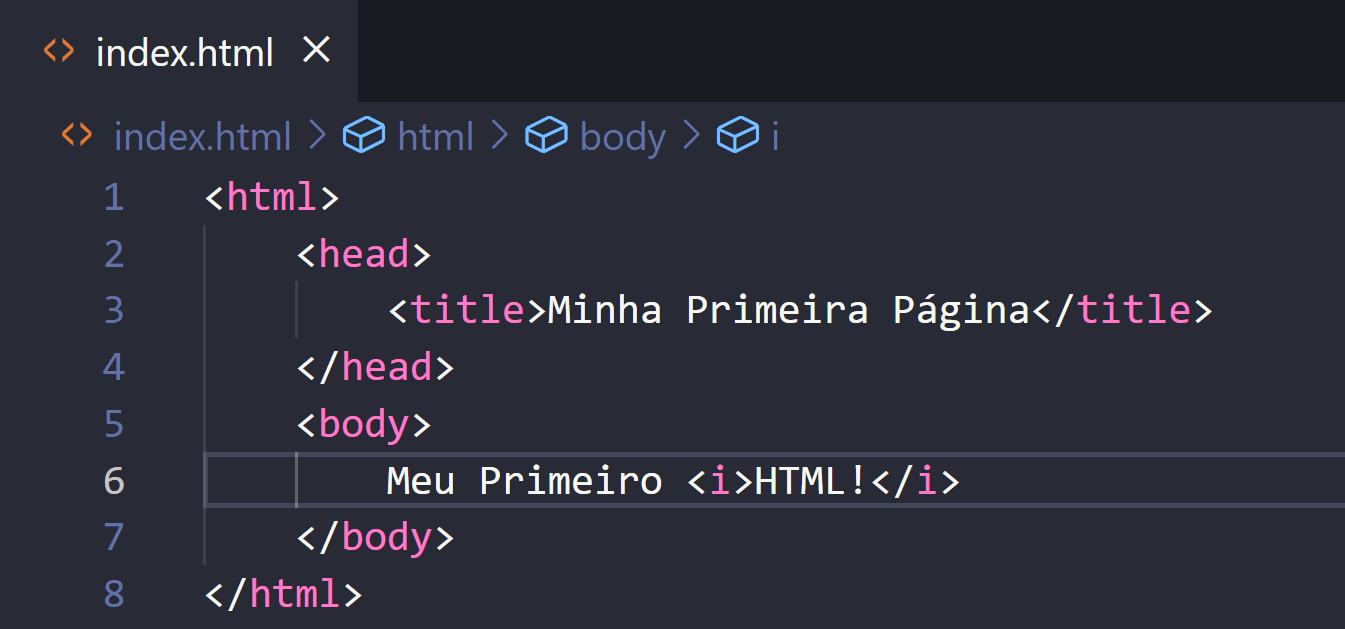 index.html
index.html > html > body > i
1 <html>
2     <head>
3         <title>Minha Primeira Página</title>
4     </head>
5     <body>
6         Meu Primeiro <i>HTML!</i>
7     </body>
8 </html>